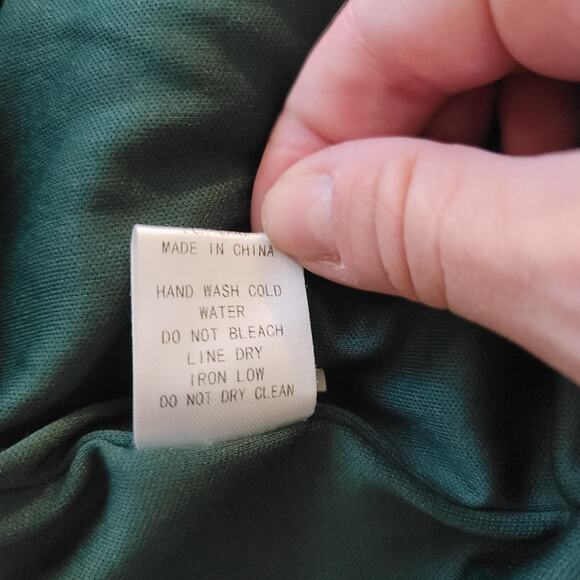 MADE IN CHINA
HAND WASH COLD
WATER
DO NOT BLEACH
LINE DRY
IRON LOW
DO NOT DRY CLEAN